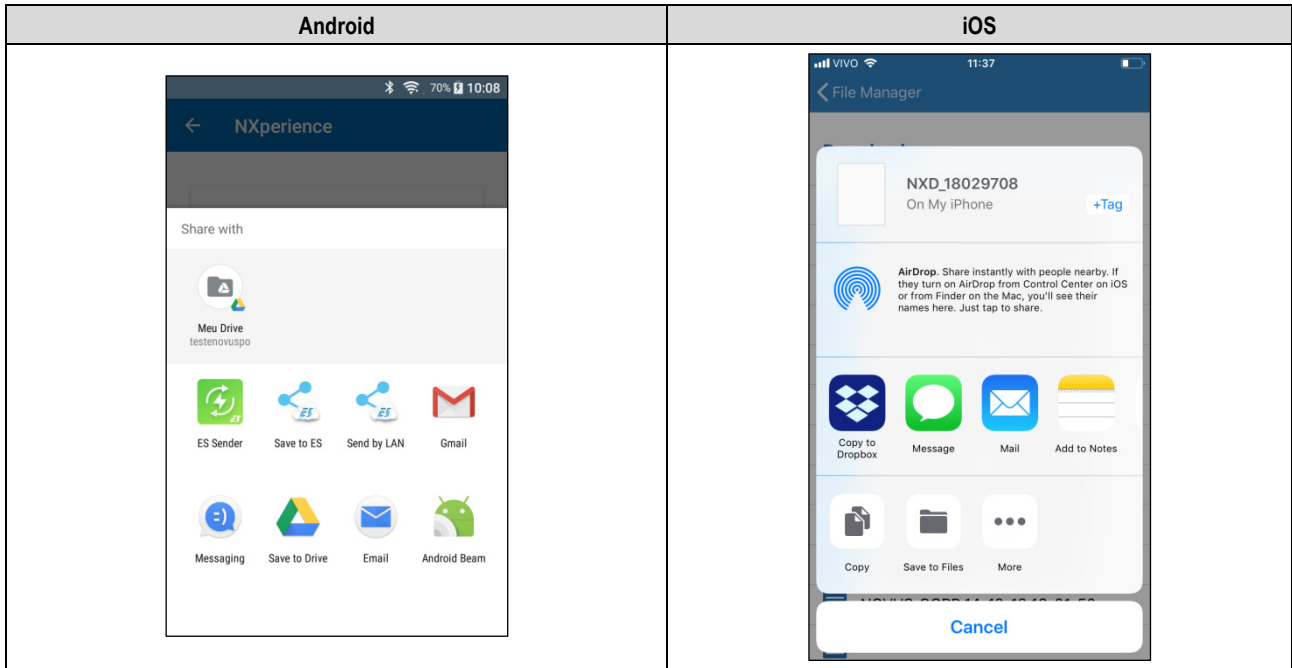 Android
iOS
70% 10:08
NXperience
Share with
Meu Drive
testenovuspo
ES Sender
Save to ES
Send by LAN
Gmail
Messaging
Save to Drive
Email
Android Beam
VIVO 11:37
File Manager
NXD_18029708
On My iPhone
+Tag
AirDrop. Share instantly with people nearby. If
they turn on AirDrop from Control Center on iOS
or from Finder on the Mac, you'll see their
names here. Just tap to share.
Copy to
Dropbox
Message
Mail
Add to Notes
Copy
Save to Files
More
Cancel